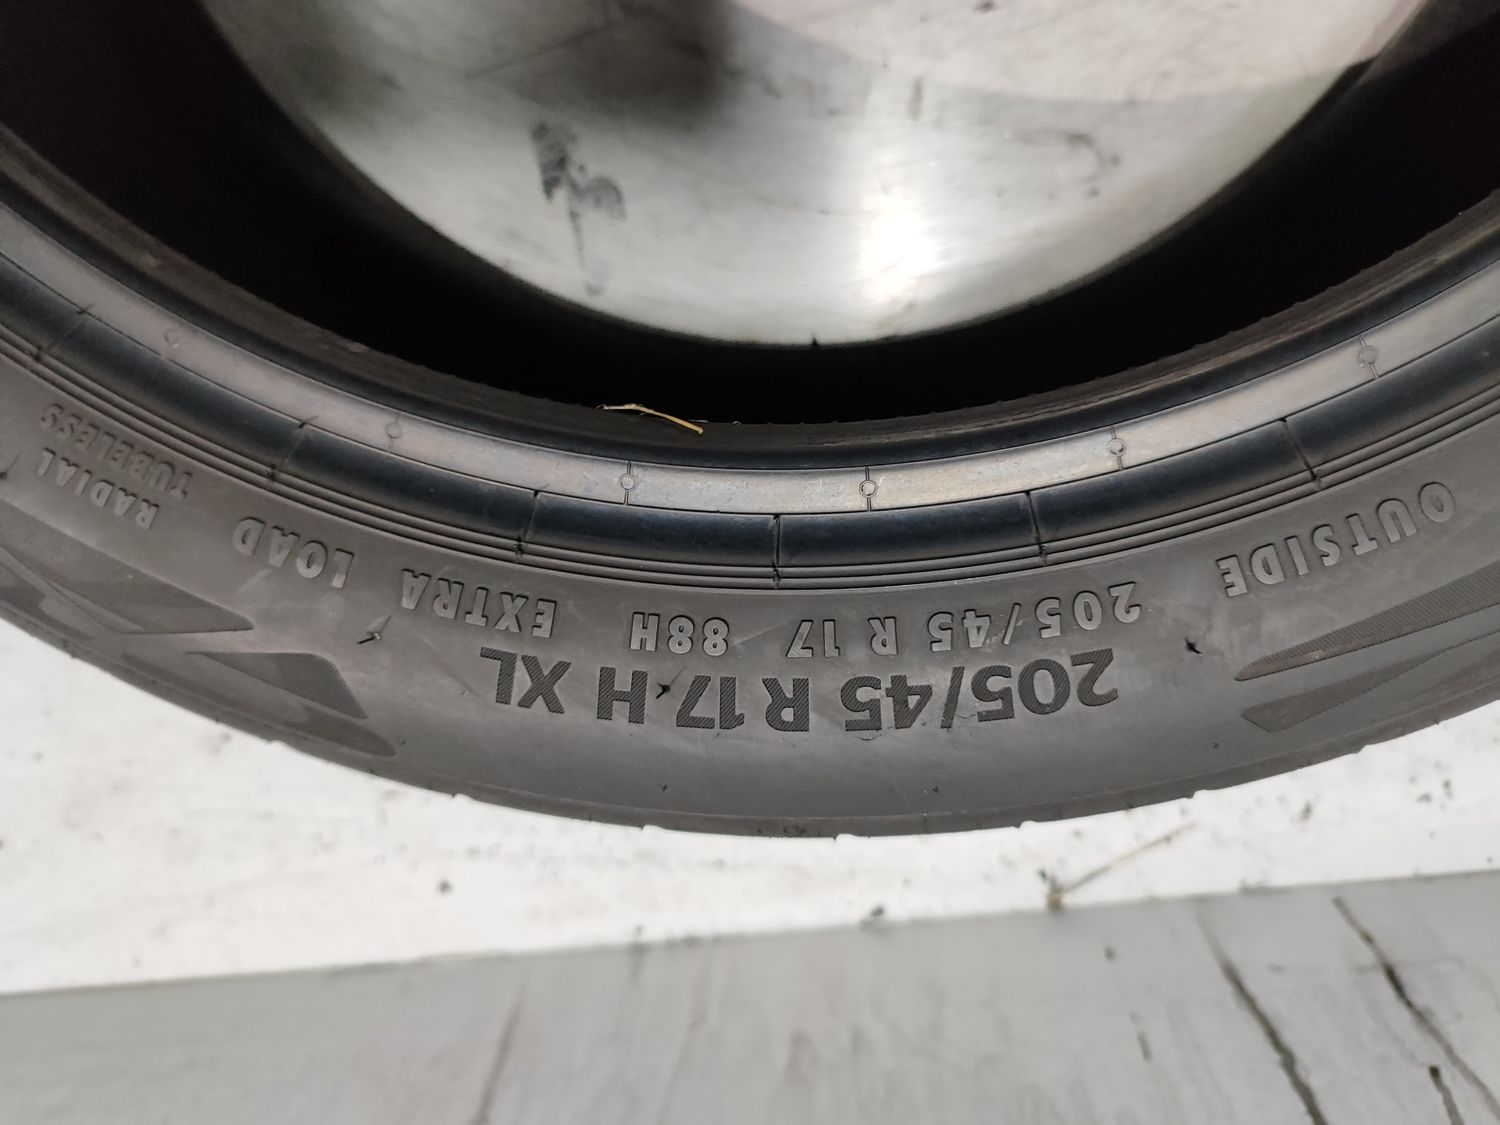 OUTSIDE
205/45 R 17 88H EXTRA LOAD
RADIAL
TUBELESS
205/45 R 17 H XL